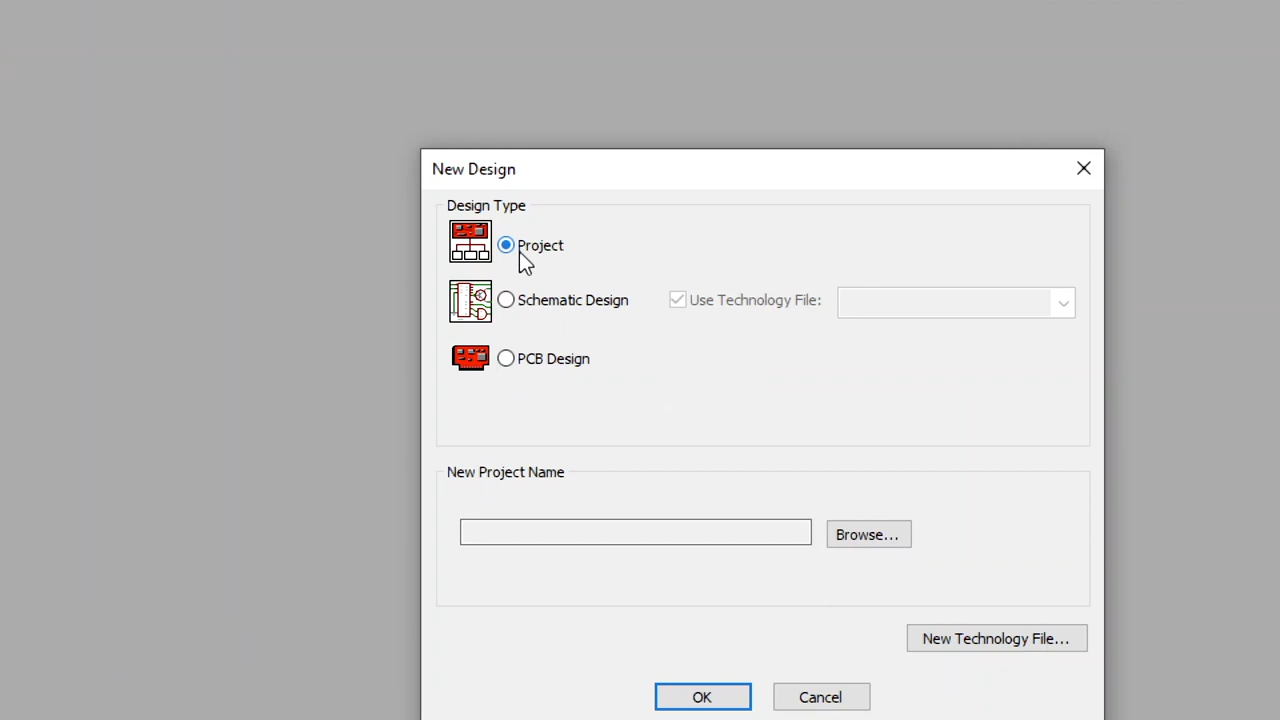 New Design
Design Type
Project
Schematic Design
Use Technology File:
PCB Design
New Project Name
Browse...
New Technology File...
OK
Cancel